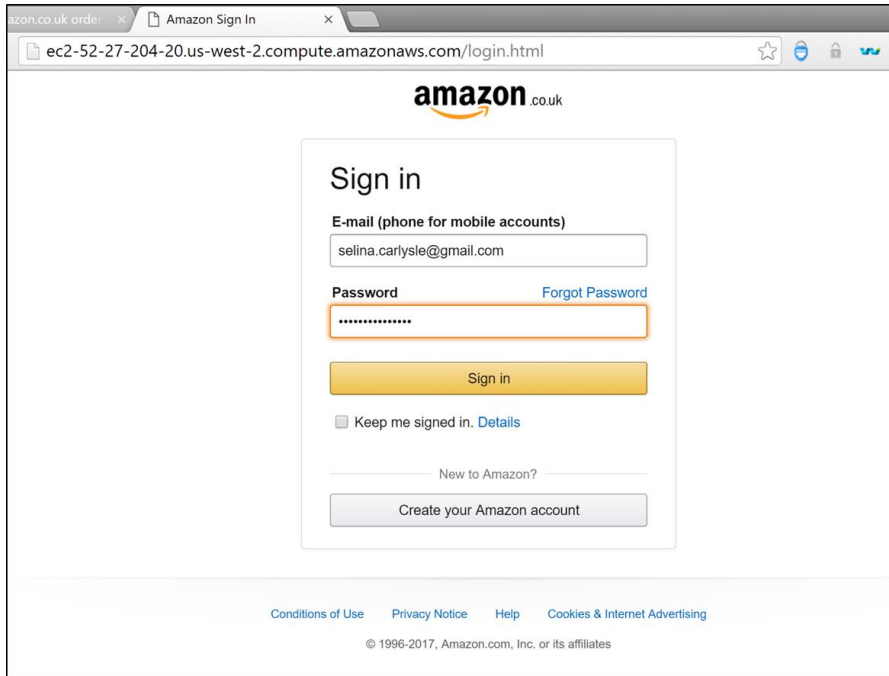 azon.co.uk order
Amazon Sign In
ec2-52-27-204-20.us-west-2.compute.amazonaws.com/login.html
amazon.co.uk
Sign in
E-mail (phone for mobile accounts)
selina.carlysle@gmail.com
Password Forgot Password
•••••••••••••••
Sign in
Keep me signed in. Details
New to Amazon?
Create your Amazon account
Conditions of Use Privacy Notice Help Cookies & Internet Advertising
© 1996-2017, Amazon.com, Inc. or its affiliates